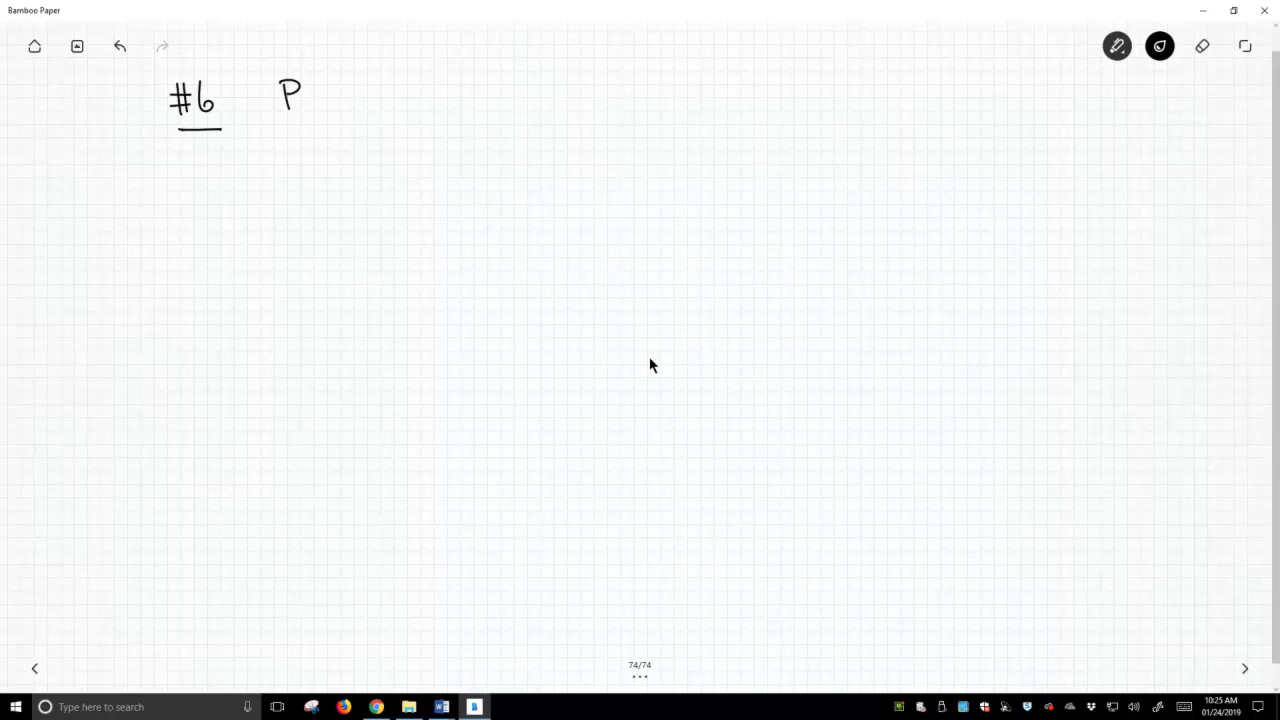 Bamboo Paper
#6 P
74/74
Type here to search
10:25 AM
01/24/2019